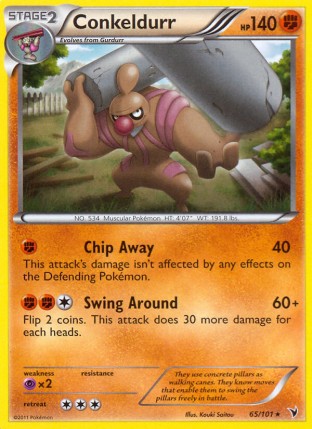 STAGE2 Conkeldurr HP140
Evolves from Gurdurr
NO. 534 Muscular Pokémon. HT. 4'07". WT. 191.8 lbs.
Chip Away 40
This attack's damage isn't affected by any effects on
the Defending Pokémon.
Swing Around 60+
Flip 2 coins. This attack does 30 more damage for
each heads.
weakness resistance
×2
retreat
They use concrete pillars as
walking canes. They know moves
that enable them to swing the
pillars freely in battle.
©2011 Pokémon Illus. Kouki Saitou 65/101 ★